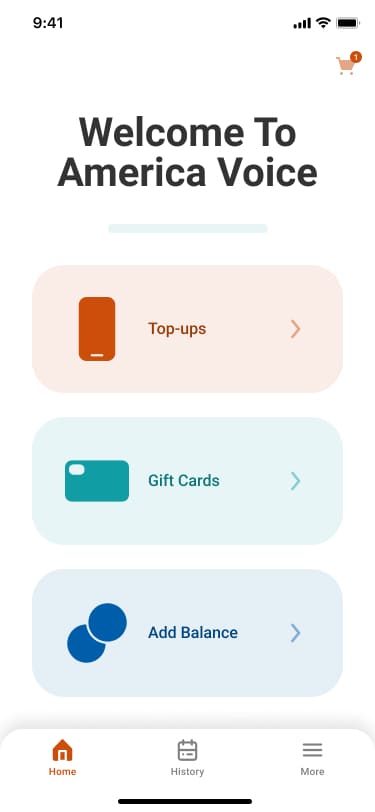 9:41
1
Welcome To
America Voice
Top-ups
Gift Cards
Add Balance
Home
History
More